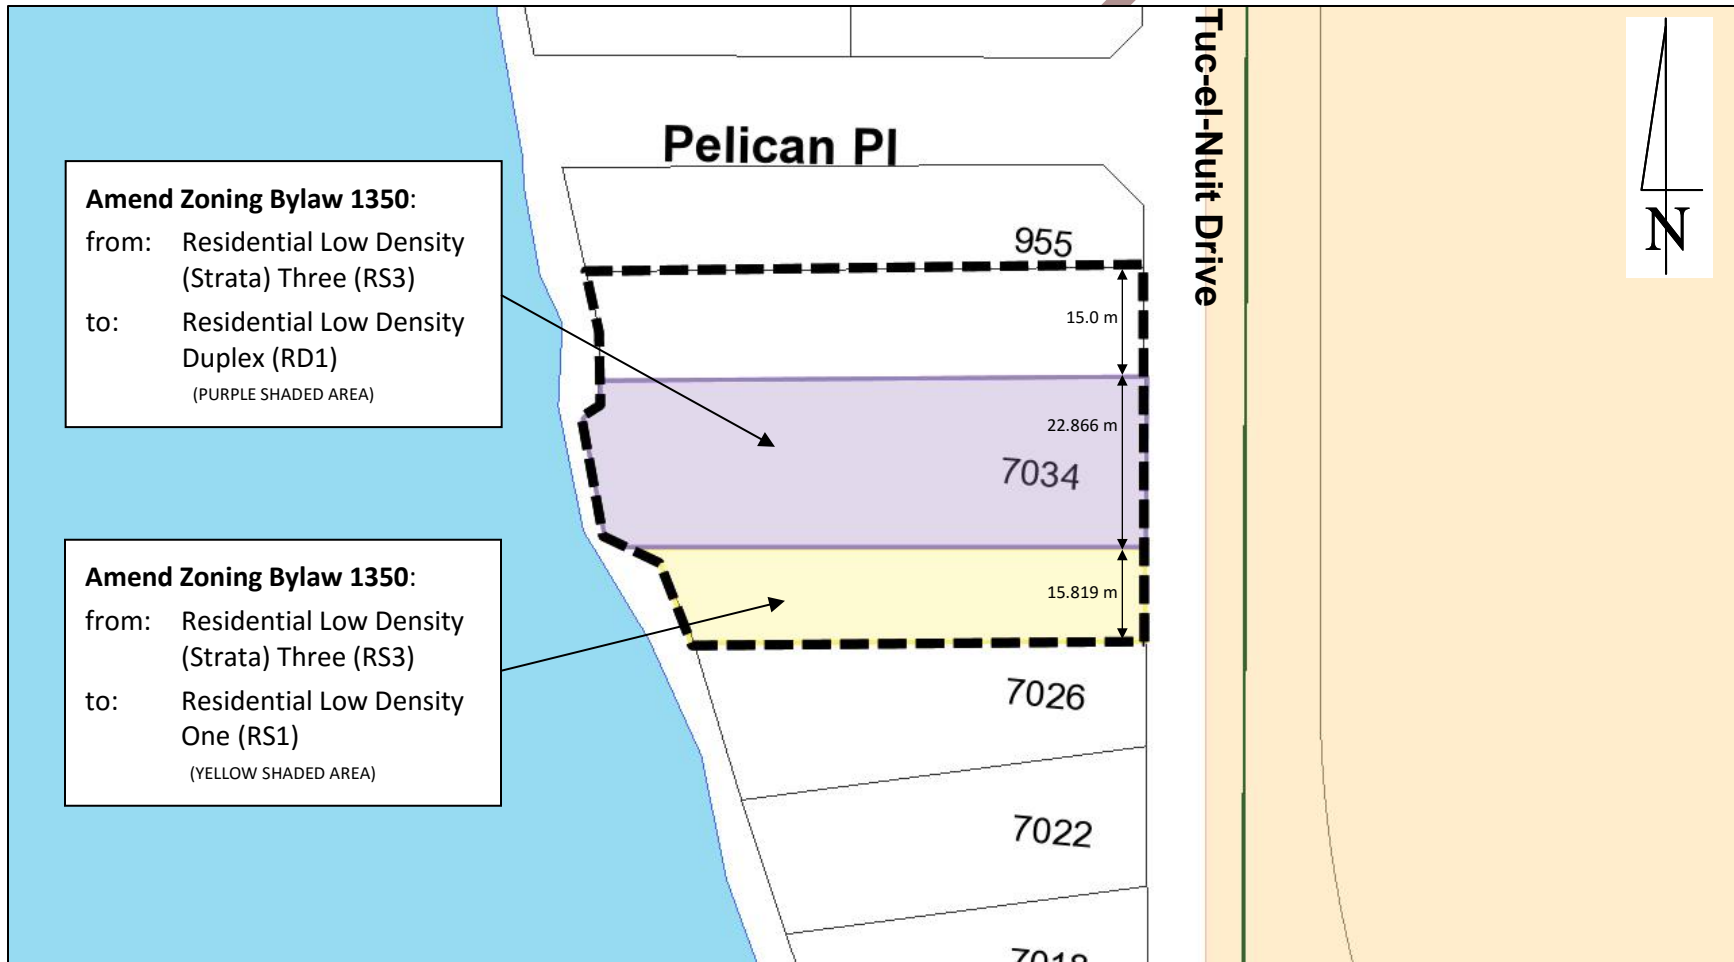 Pelican Pl
Tuc-el-Nuit Drive
N
Amend Zoning Bylaw 1350:
from: Residential Low Density
(Strata) Three (RS3)
to: Residential Low Density
Duplex (RD1)
(PURPLE SHADED AREA)
955
15.0 m
22.866 m
7034
Amend Zoning Bylaw 1350:
from: Residential Low Density
(Strata) Three (RS3)
to: Residential Low Density
One (RS1)
(YELLOW SHADED AREA)
15.819 m
7026
7022
7018